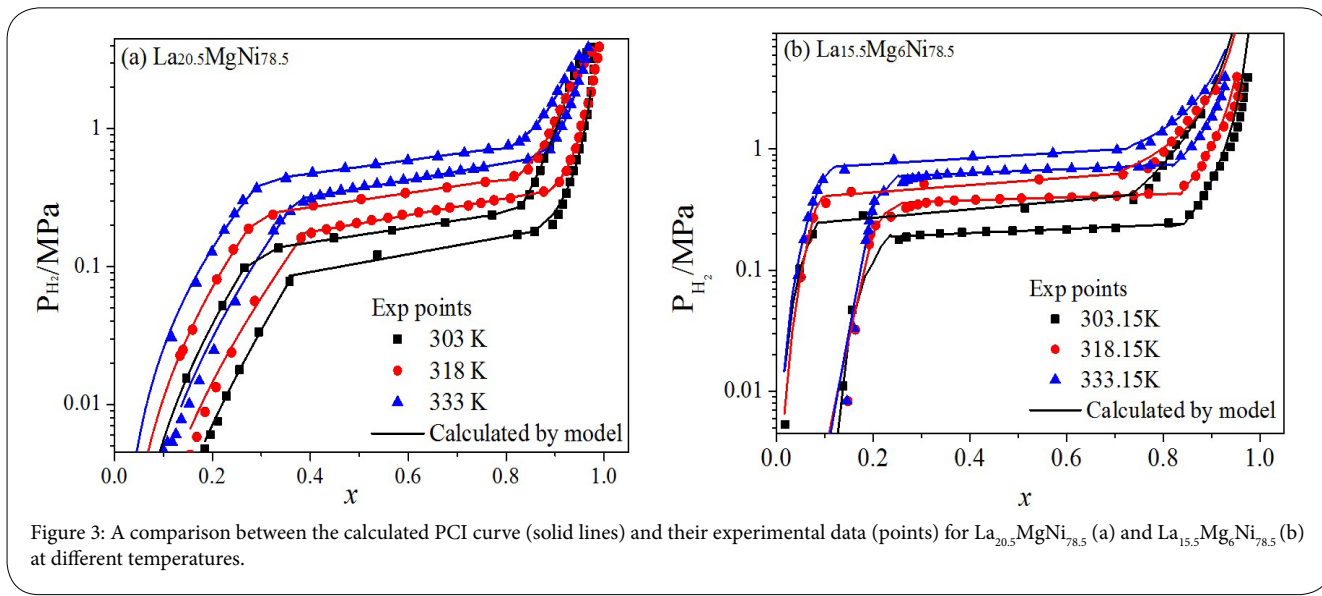 (a) La20.5MgNi78.5
PH2/MPa
1
0.1
0.01
Exp points
303 K
318 K
333 K
Calculated by model
0.0 0.2 0.4 0.6 0.8 1.0
x
(b) La15.5Mg6Ni78.5
P H2 /MPa
1
0.1
0.01
Exp points
303.15K
318.15K
333.15K
Calculated by model
0.0 0.2 0.4 0.6 0.8 1.0
x
Figure 3: A comparison between the calculated PCI curve (solid lines) and their experimental data (points) for La20.5MgNi78.5 (a) and La15.5Mg6Ni78.5 (b)
at different temperatures.